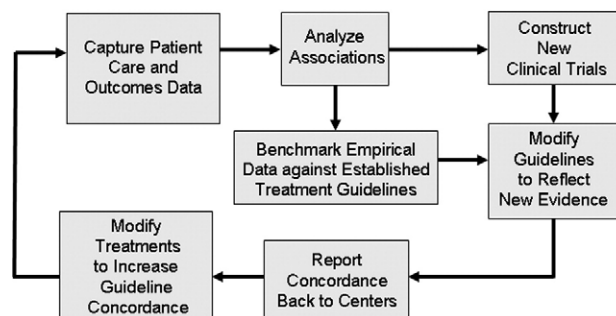 Capture Patient
Care and
Outcomes Data
Analyze
Associations
Construct
New
Clinical Trials
Benchmark Empirical
Data against Established
Treatment Guidelines
Modify
Guidelines
to Reflect
New Evidence
Report
Concordance
Back to Centers
Modify
Treatments
to Increase
Guideline
Concordance